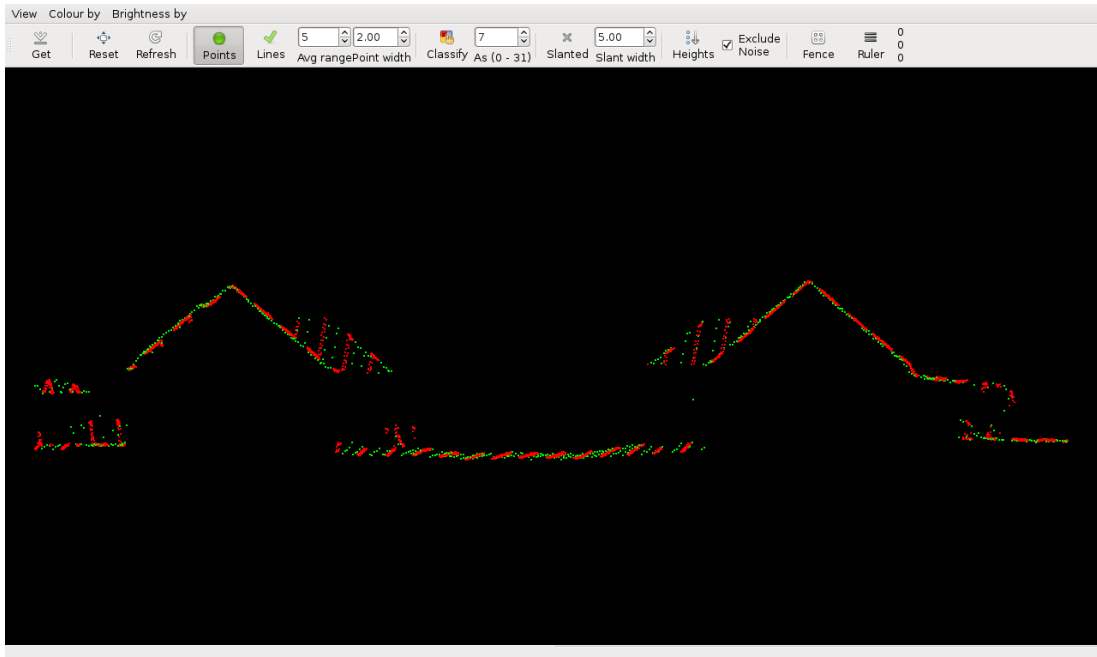 View Colour by Brightness by
Get Reset Refresh Points Lines 5 Avg range 2.00 Point width Classify 7 As (0 - 31) Slanted 5.00 Slant width Heights Exclude Noise Fence Ruler 0
0
0